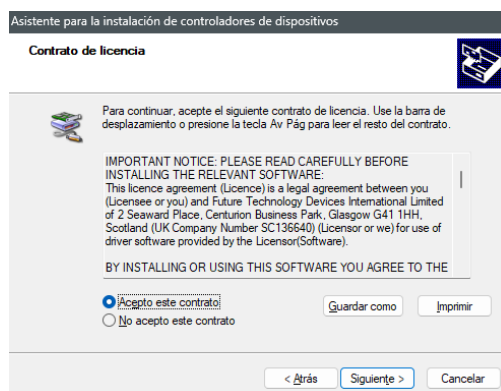 Asistente para la instalación de controladores de dispositivos
Contrato de licencia
Para continuar, acepte el siguiente contrato de licencia. Use la barra de
desplazamiento o presione la tecla Av Pág para leer el resto del contrato.
IMPORTANT NOTICE: PLEASE READ CAREFULLY BEFORE
INSTALLING THE RELEVANT SOFTWARE:
This licence agreement (Licence) is a legal agreement between you
(Licensee or you) and Future Technology Devices International Limited
of 2 Seaward Place, Centurion Business Park, Glasgow G41 1HH,
Scotland (UK Company Number SC136640) (Licensor or we) for use of
driver software provided by the Licensor(Software).
BY INSTALLING OR USING THIS SOFTWARE YOU AGREE TO THE
Acepto este contrato
No acepto este contrato
Guardar como
Imprimir
< Atrás
Siguiente >
Cancelar